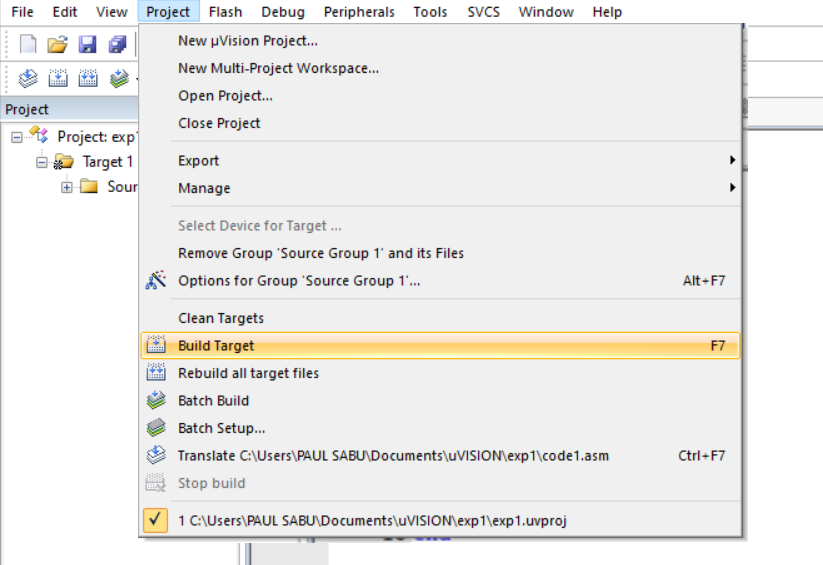 File Edit View Project Flash Debug Peripherals Tools SVCS Window Help
New µVision Project...
New Multi-Project Workspace...
Open Project...
Close Project
Export
Manage
Select Device for Target ...
Remove Group 'Source Group 1' and its Files
Options for Group 'Source Group 1'... Alt+F7
Clean Targets
Build Target F7
Rebuild all target files
Batch Build
Batch Setup...
Translate C:\Users\PAUL SABU\Documents\uVISION\exp1\code1.asm Ctrl+F7
Stop build
1 C:\Users\PAUL SABU\Documents\uVISION\exp1\exp1.uvproj
Project
Project: exp1
Target 1
Sour